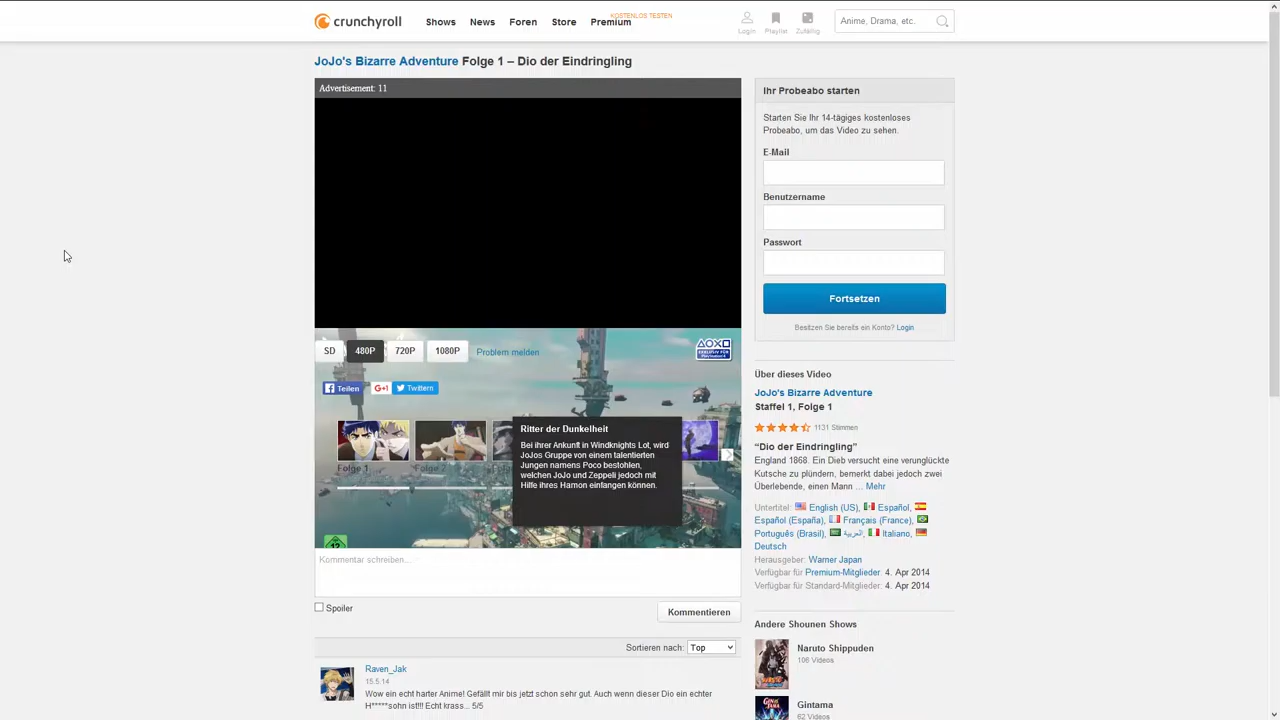 crunchyroll
Shows News Foren Store Premium
KOSTENLOS TESTEN
Login Playlist Zufällig
Anime, Drama, etc.
JoJo's Bizarre Adventure Folge 1 – Dio der Eindringling
Advertisement: 11
SD 480P 720P 1080P Problem melden
EXKLUSIV FÜR
Teilen G+1 Twittern
Folge 1 Folge 2
Ritter der Dunkelheit
Bei ihrer Ankunft in Windknights Lot, wird
JoJos Gruppe von einem talentierten
Jungen namens Poco bestohlen,
welchen JoJo und Zeppeli jedoch mit
Hilfe ihres Hamon einfangen können.
12
Kommentar schreiben...
Spoiler
Kommentieren
Sortieren nach: Top
Raven_Jak
15.5.14
Wow ein echt harter Anime! Gefällt mir bis jetzt schon sehr gut. Auch wenn dieser Dio ein echter
H*****sohn ist!!! Echt krass... 5/5
Ihr Probeabo starten
Starten Sie Ihr 14-tägiges kostenloses
Probeabo, um das Video zu sehen.
E-Mail
Benutzername
Passwort
Fortsetzen
Besitzen Sie bereits ein Konto? Login
Über dieses Video
JoJo's Bizarre Adventure
Staffel 1, Folge 1
1131 Stimmen
“Dio der Eindringling”
England 1868. Ein Dieb versucht eine verunglückte
Kutsche zu plündern, bemerkt dabei jedoch zwei
Überlebende, einen Mann ... Mehr
Untertitel: English (US), Español,
Español (España), Français (France),
Português (Brasil), العربية, Italiano,
Deutsch
Herausgeber: Warner Japan
Verfügbar für Premium-Mitglieder: 4. Apr 2014
Verfügbar für Standard-Mitglieder: 4. Apr 2014
Andere Shounen Shows
Naruto Shippuden
106 Videos
Gintama
62 Videos